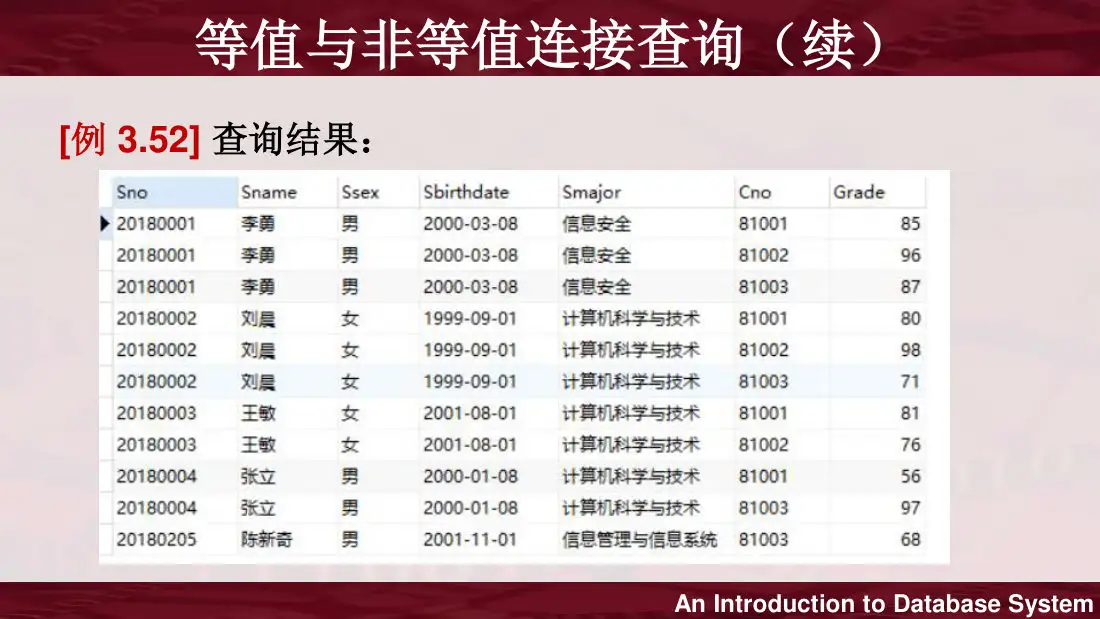 等值与非等值连接查询（续）
[例 3.52] 查询结果：
Sno Sname Ssex Sbirthdate Smajor Cno Grade
20180001 李勇 男 2000-03-08 信息安全 81001 85
20180001 李勇 男 2000-03-08 信息安全 81002 96
20180001 李勇 男 2000-03-08 信息安全 81003 87
20180002 刘晨 女 1999-09-01 计算机科学与技术 81001 80
20180002 刘晨 女 1999-09-01 计算机科学与技术 81002 98
20180002 刘晨 女 1999-09-01 计算机科学与技术 81003 71
20180003 王敏 女 2001-08-01 计算机科学与技术 81001 81
20180003 王敏 女 2001-08-01 计算机科学与技术 81002 76
20180004 张立 男 2000-01-08 计算机科学与技术 81001 56
20180004 张立 男 2000-01-08 计算机科学与技术 81003 97
20180205 陈新奇 男 2001-11-01 信息管理与信息系统 81003 68
An Introduction to Database System